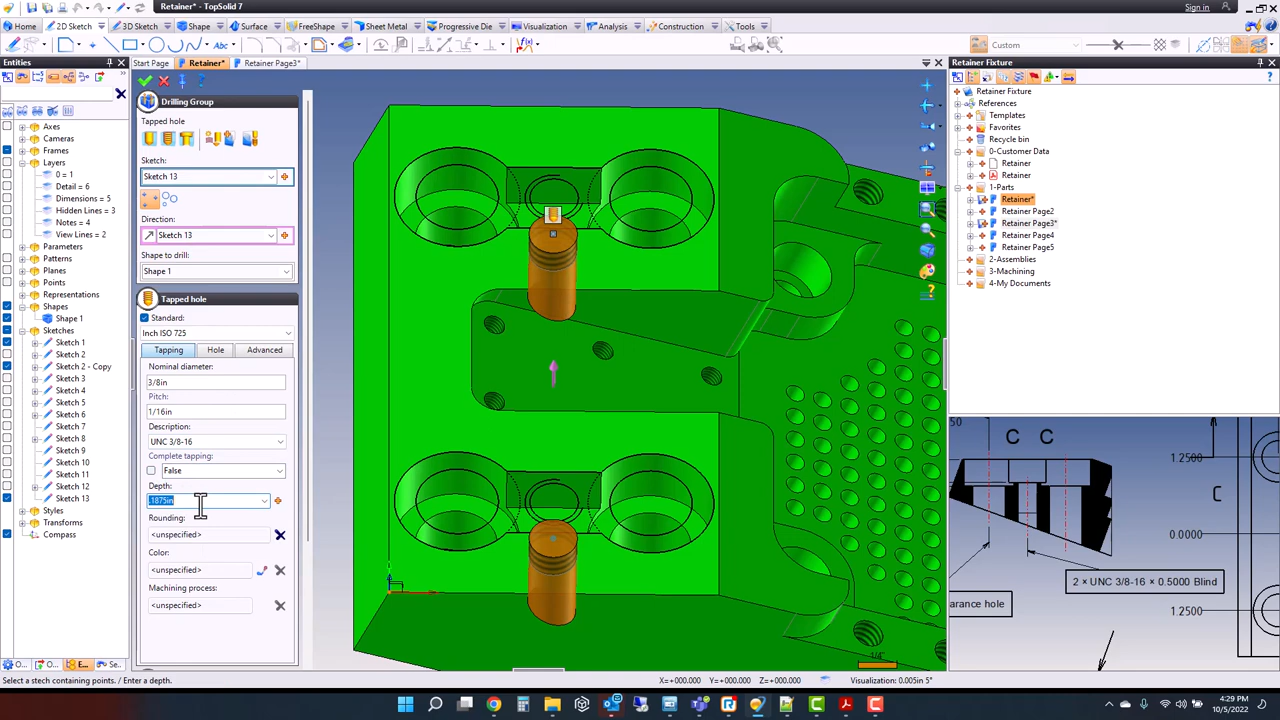 Retainer* - TopSolid 7
Sign in
Home
2D Sketch
3D Sketch
Shape
Surface
FreeShape
Sheet Metal
Progressive Die
Visualization
Analysis
Construction
Tools
Abc
Custom
Entities
Start Page
Retainer*
Retainer Page3*
Retainer Fixture
Axes
Cameras
Frames
Layers
0 = 1
Detail = 6
Dimensions = 5
Hidden Lines = 3
Notes = 4
View Lines = 2
Parameters
Patterns
Planes
Points
Representations
Shapes
Shape 1
Sketches
Sketch 1
Sketch 2
Sketch 2 - Copy
Sketch 3
Sketch 4
Sketch 5
Sketch 6
Sketch 7
Sketch 8
Sketch 9
Sketch 10
Sketch 11
Sketch 12
Sketch 13
Styles
Transforms
Compass
O...
O...
E...
Se...
Drilling Group
Tapped hole
Sketch:
Sketch 13
Direction:
Sketch 13
Shape to drill:
Shape 1
Tapped hole
Standard:
Inch ISO 725
Tapping
Hole
Advanced
Nominal diameter:
3/8in
Pitch:
1/16in
Description:
UNC 3/8-16
Complete tapping:
False
Depth:
.1875in
Rounding:
<unspecified>
Color:
<unspecified>
Machining process:
<unspecified>
1/4"
Retainer Fixture
References
Templates
Favorites
Recycle bin
0-Customer Data
Retainer
Retainer
1-Parts
Retainer*
Retainer Page2
Retainer Page3*
Retainer Page4
Retainer Page5
2-Assemblies
3-Machining
4-My Documents
50
C C
1.2500
C
0.0000
2 × UNC 3/8-16 × 0.5000 Blind
arance hole
1.2500
Select a stech containing points. / Enter a depth.
X=+000.000 Y=+000.000 Z=+000.000
Visualization: 0.005in 5°
4:29 PM
10/5/2022